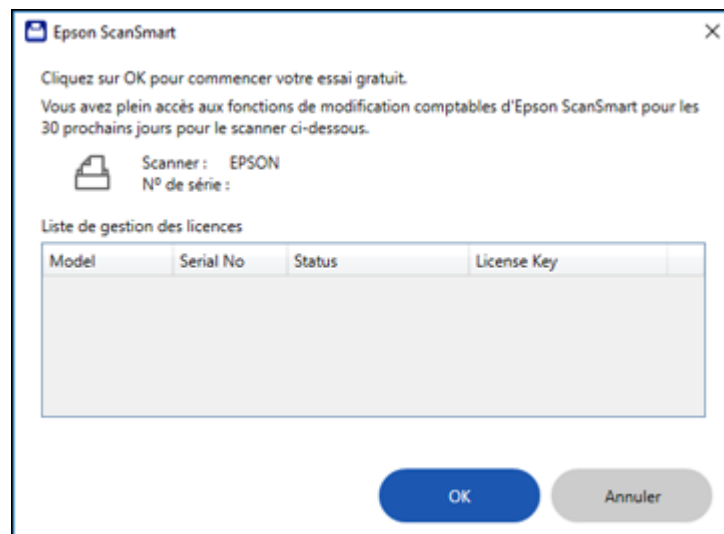 Epson ScanSmart
Cliquez sur OK pour commencer votre essai gratuit.
Vous avez plein accès aux fonctions de modification comptables d'Epson ScanSmart pour les
30 prochains jours pour le scanner ci-dessous.
Scanner : EPSON
Nº de série :
Liste de gestion des licences
Model Serial No Status License Key
OK Annuler